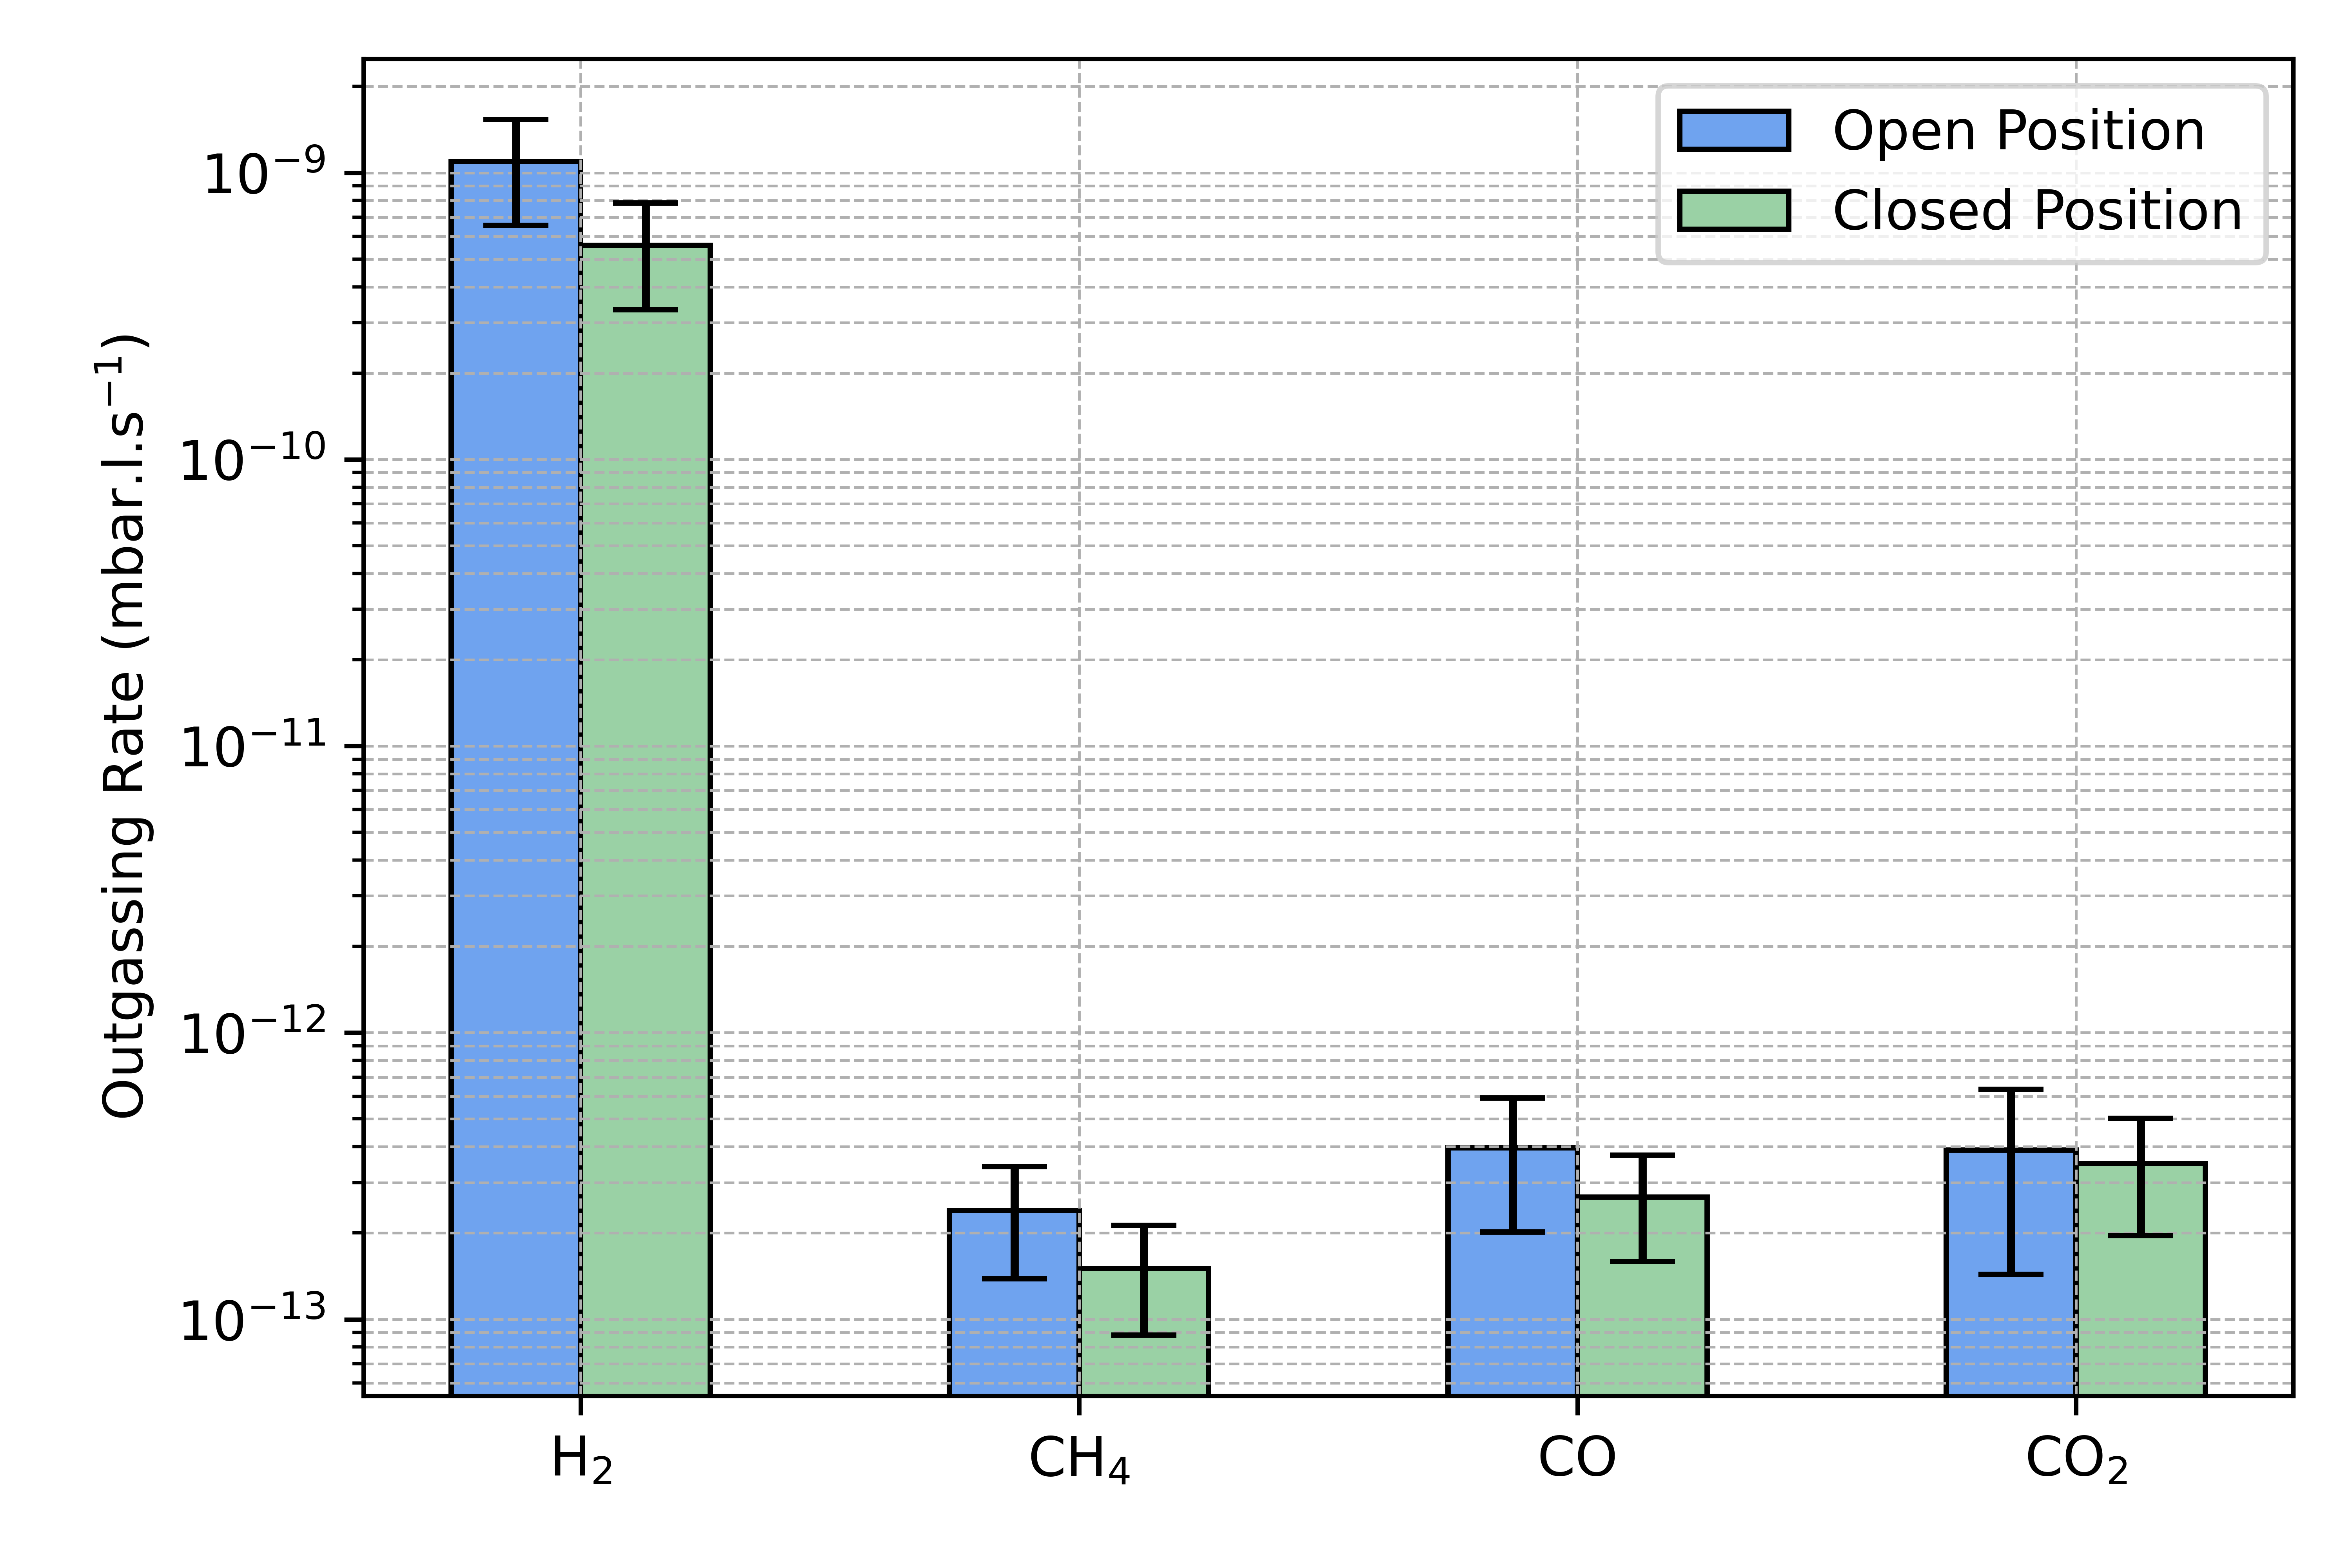 Outgassing Rate (mbar.l.s⁻¹)
10⁻⁹
10⁻¹⁰
10⁻¹¹
10⁻¹²
10⁻¹³
Open Position
Closed Position
H₂ CH₄ CO CO₂